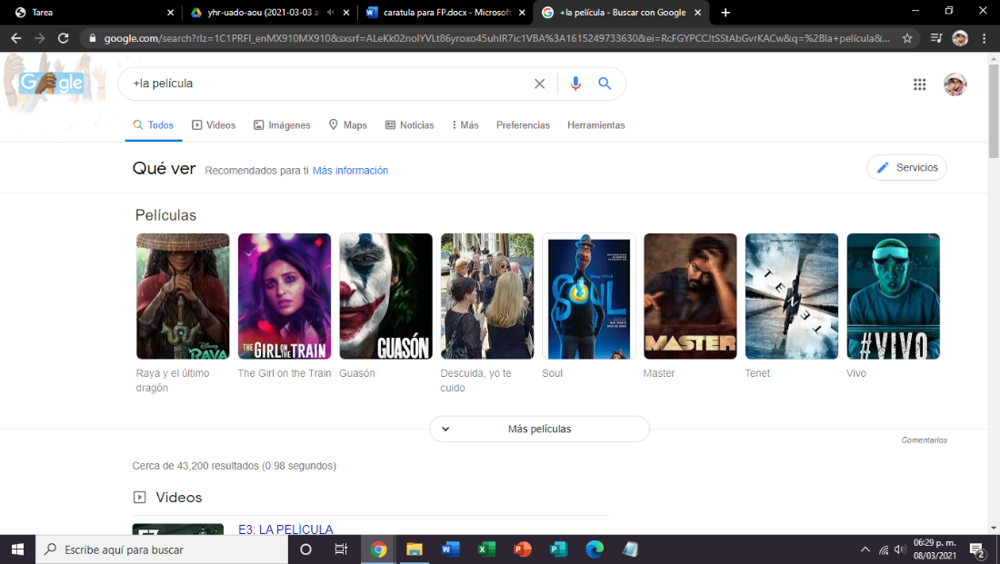 Tarea
yhr-uado-aou (2021-03-03 a
caratula para FP.docx - Microsoft
+la película - Buscar con Google
google.com/search?rlz=1C1PRFI_enMX910MX910&sxsrf=ALeKk02noIYVLt86yroxo45uhIR7ic1VBA%3A1615249733630&ei=RcFGYPCCJtSStAbGvrKACw&q=%2Bla+película&...
Google
+la película
Todos
Videos
Imágenes
Maps
Noticias
Más
Preferencias
Herramientas
Qué ver
Recomendados para ti Más información
Servicios
Películas
Disney
RAYA
THE GIRL ON THE TRAIN
GUASÓN
DISNEY PIXAR
SOUL
MASTER
TENET
#VIVO
Raya y el último
dragón
The Girl on the Train
Guasón
Descuida, yo te
cuido
Soul
Master
Tenet
Vivo
Más películas
Comentarios
Cerca de 43,200 resultados (0.98 segundos)
Videos
E3: LA PELÍCULA
Escribe aquí para buscar
06:29 p. m.
08/03/2021
2